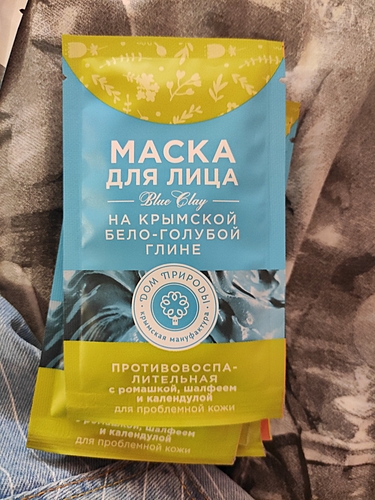 МАСКА
ДЛЯ ЛИЦА
Blue Clay
НА КРЫМСКОЙ
БЕЛО-ГОЛУБОЙ
ГЛИНЕ
ДОМ ПРИРОДЫ
крымская мануфактура
ПРОТИВОВОСПА-
ЛИТЕЛЬНАЯ
с ромашкой, шалфеем
и календулой
для проблемной кожи
с ромашкой, шалфеем
и календулой
для проблемной кожи